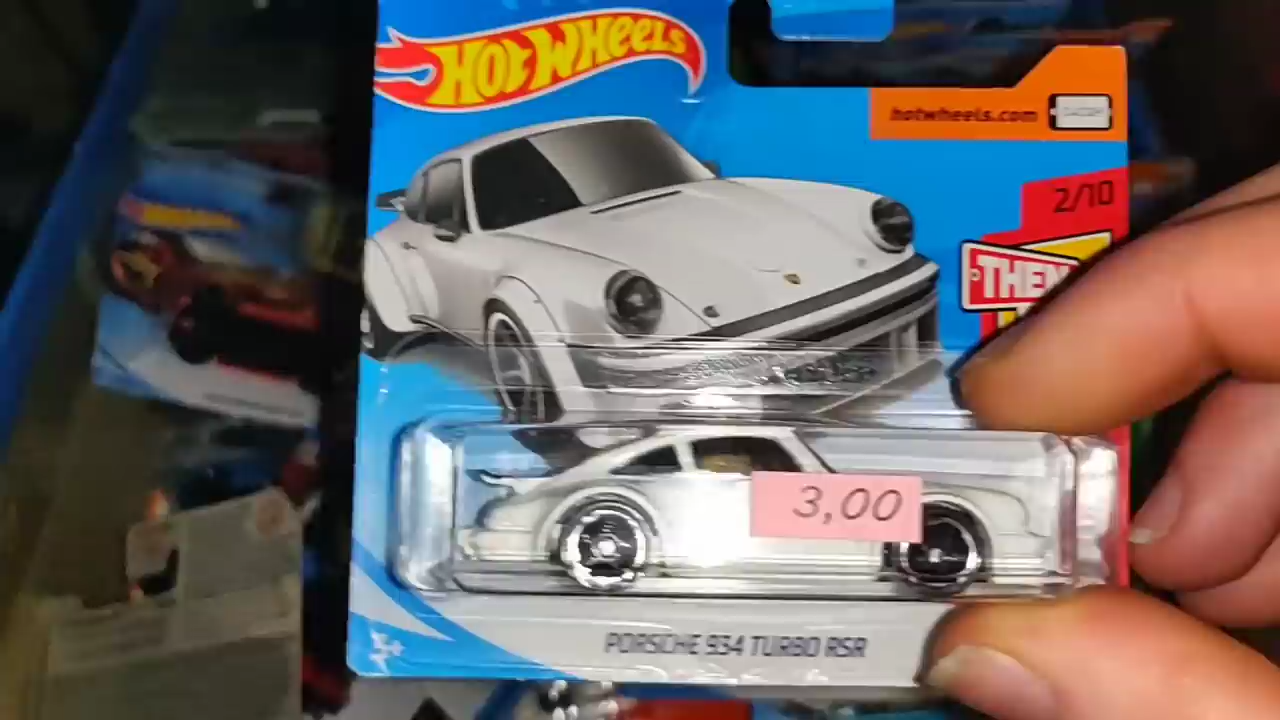 HOT WHEELS
hotwheels.com
2/10
THEN
3,00
PORSCHE 934 TURBO RSR